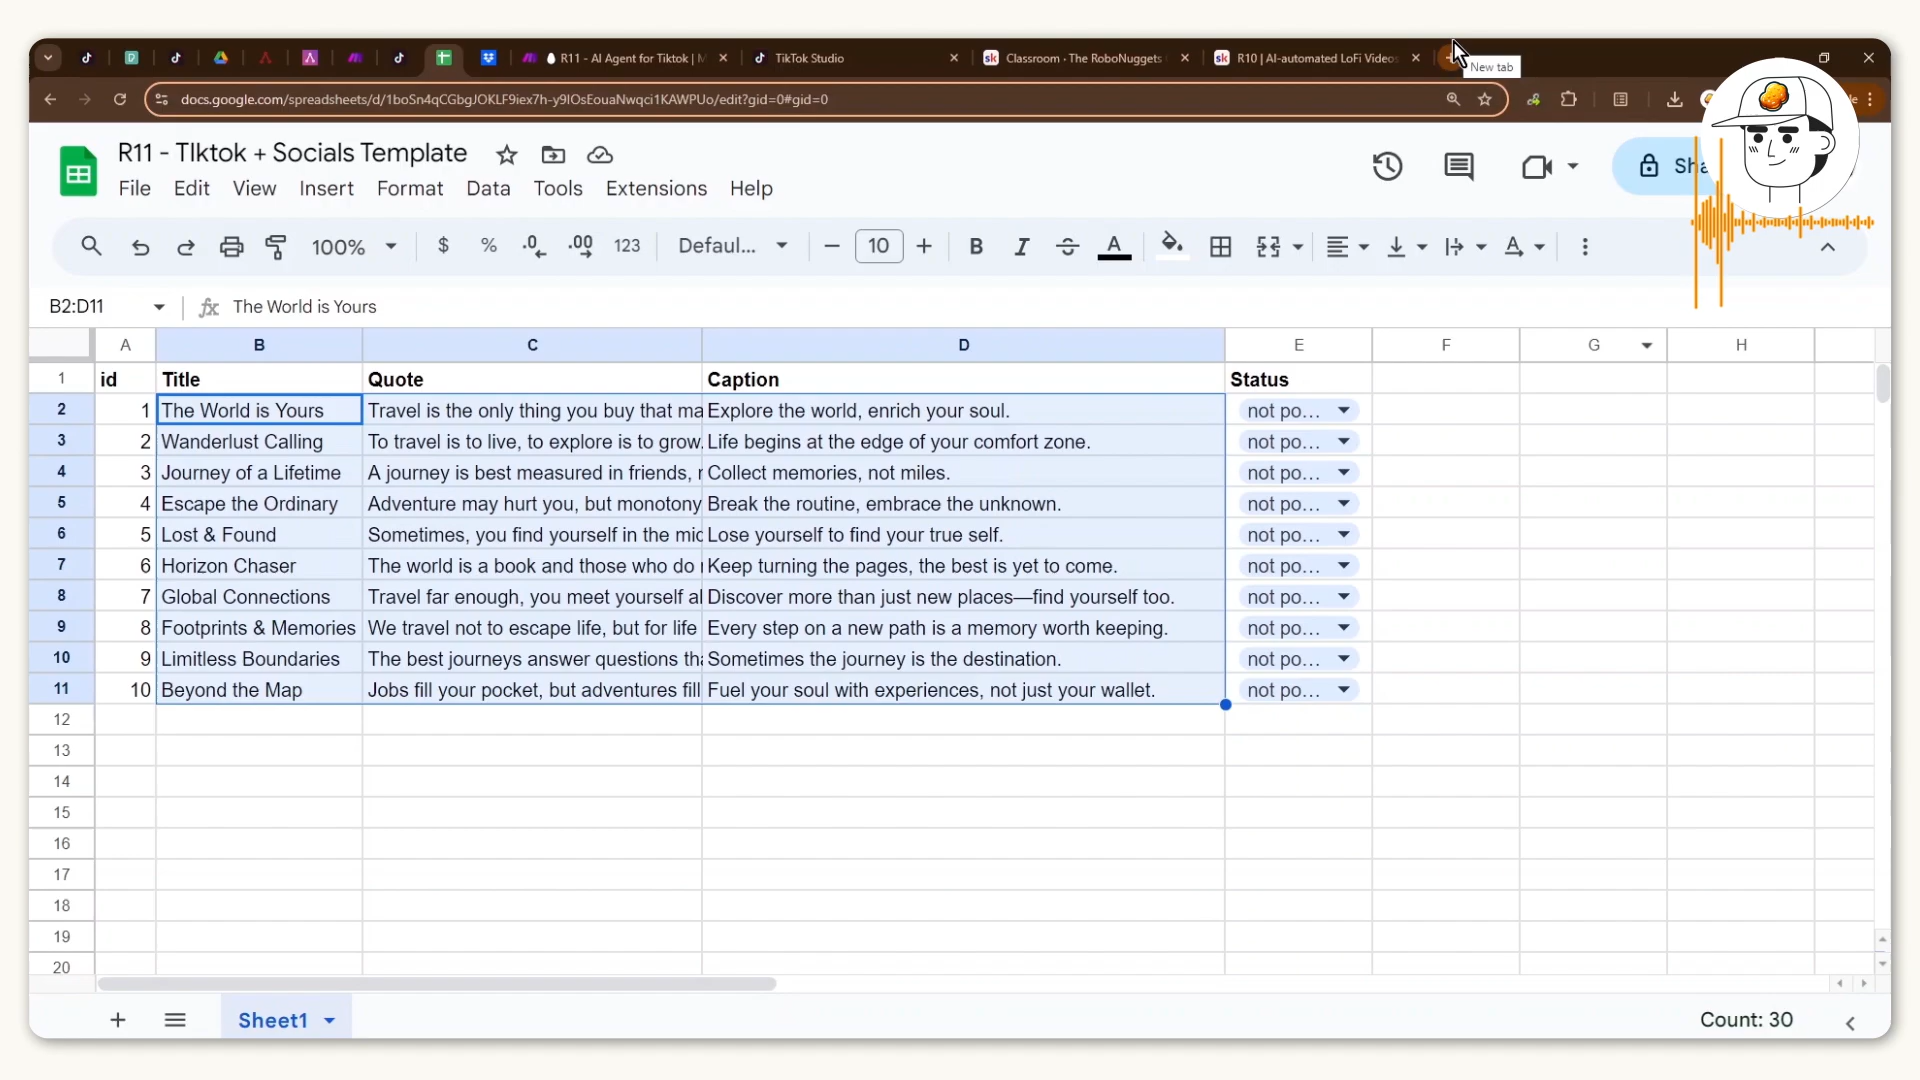 R11 - AI Agent for Tiktok | M
TikTok Studio
Classroom · The RoboNuggets
R10 | AI-automated LoFi Videos
New tab
docs.google.com/spreadsheets/d/1boSn4qCGbgJOKLF9iex7h-y9IOsEouaNwqci1KAWPUo/edit?gid=0#gid=0
R11 - TIktok + Socials Template
File Edit View Insert Format Data Tools Extensions Help
Sha
100% $ % .0 .00 123 Defaul... 10 B I A
B2:D11 fx The World is Yours
A B C D E F G H
1 id Title Quote Caption Status
2 1 The World is Yours Travel is the only thing you buy that ma Explore the world, enrich your soul. not po...
3 2 Wanderlust Calling To travel is to live, to explore is to grow. Life begins at the edge of your comfort zone. not po...
4 3 Journey of a Lifetime A journey is best measured in friends, Collect memories, not miles. not po...
5 4 Escape the Ordinary Adventure may hurt you, but monotony Break the routine, embrace the unknown. not po...
6 5 Lost & Found Sometimes, you find yourself in the mid Lose yourself to find your true self. not po...
7 6 Horizon Chaser The world is a book and those who do Keep turning the pages, the best is yet to come. not po...
8 7 Global Connections Travel far enough, you meet yourself al Discover more than just new places—find yourself too. not po...
9 8 Footprints & Memories We travel not to escape life, but for life Every step on a new path is a memory worth keeping. not po...
10 9 Limitless Boundaries The best journeys answer questions tha Sometimes the journey is the destination. not po...
11 10 Beyond the Map Jobs fill your pocket, but adventures fill Fuel your soul with experiences, not just your wallet. not po...
12
13
14
15
16
17
18
19
20
Sheet1
Count: 30